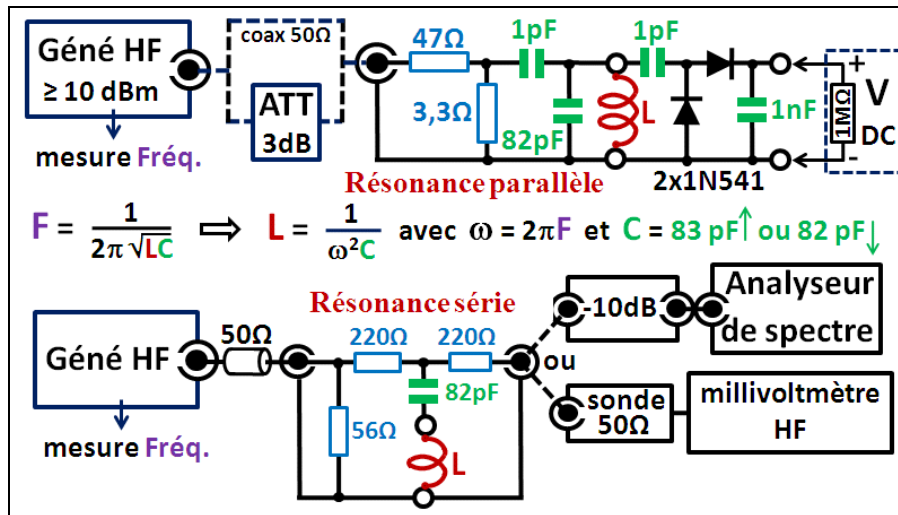 Géné HF
≥ 10 dBm
mesure Fréq.
coax 50Ω
ATT
3dB
47Ω
3,3Ω
1pF
82pF
L
1pF
1nF
2x1N541
+
-
1MΩ
V
DC
Résonance parallèle
F = 1 / 2π √LC ⇨ L = 1 / ω²C avec ω = 2πF et C = 83 pF↑ ou 82 pF↓
Résonance série
Géné HF
mesure Fréq.
50Ω
56Ω
220Ω
220Ω
82pF
L
ou
-10dB
Analyseur
de spectre
sonde
50Ω
millivoltmètre
HF